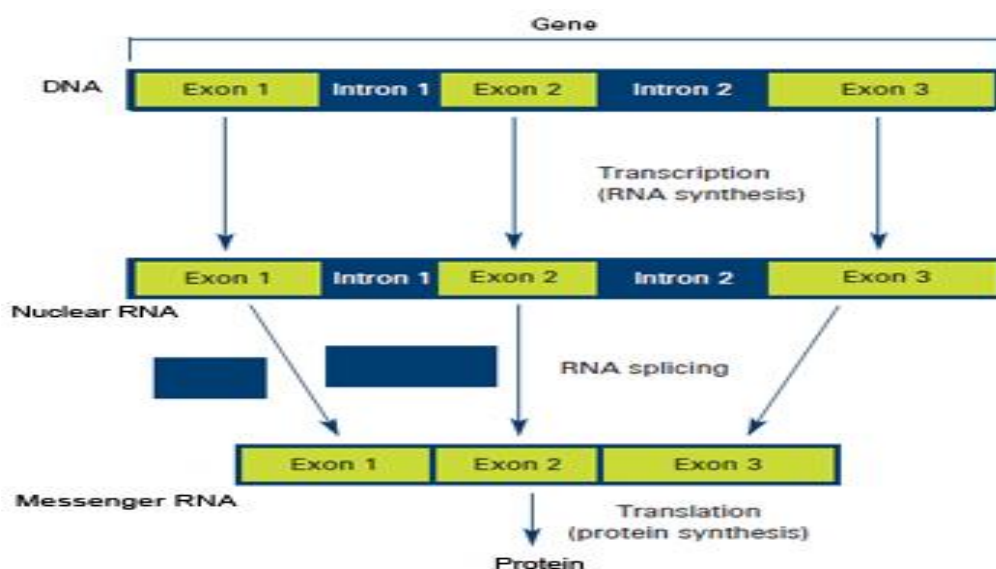 Gene
DNA
Exon 1 Intron 1 Exon 2 Intron 2 Exon 3
Transcription
(RNA synthesis)
Exon 1 Intron 1 Exon 2 Intron 2 Exon 3
Nuclear RNA
RNA splicing
Exon 1 Exon 2 Exon 3
Messenger RNA
Translation
(protein synthesis)
Protein